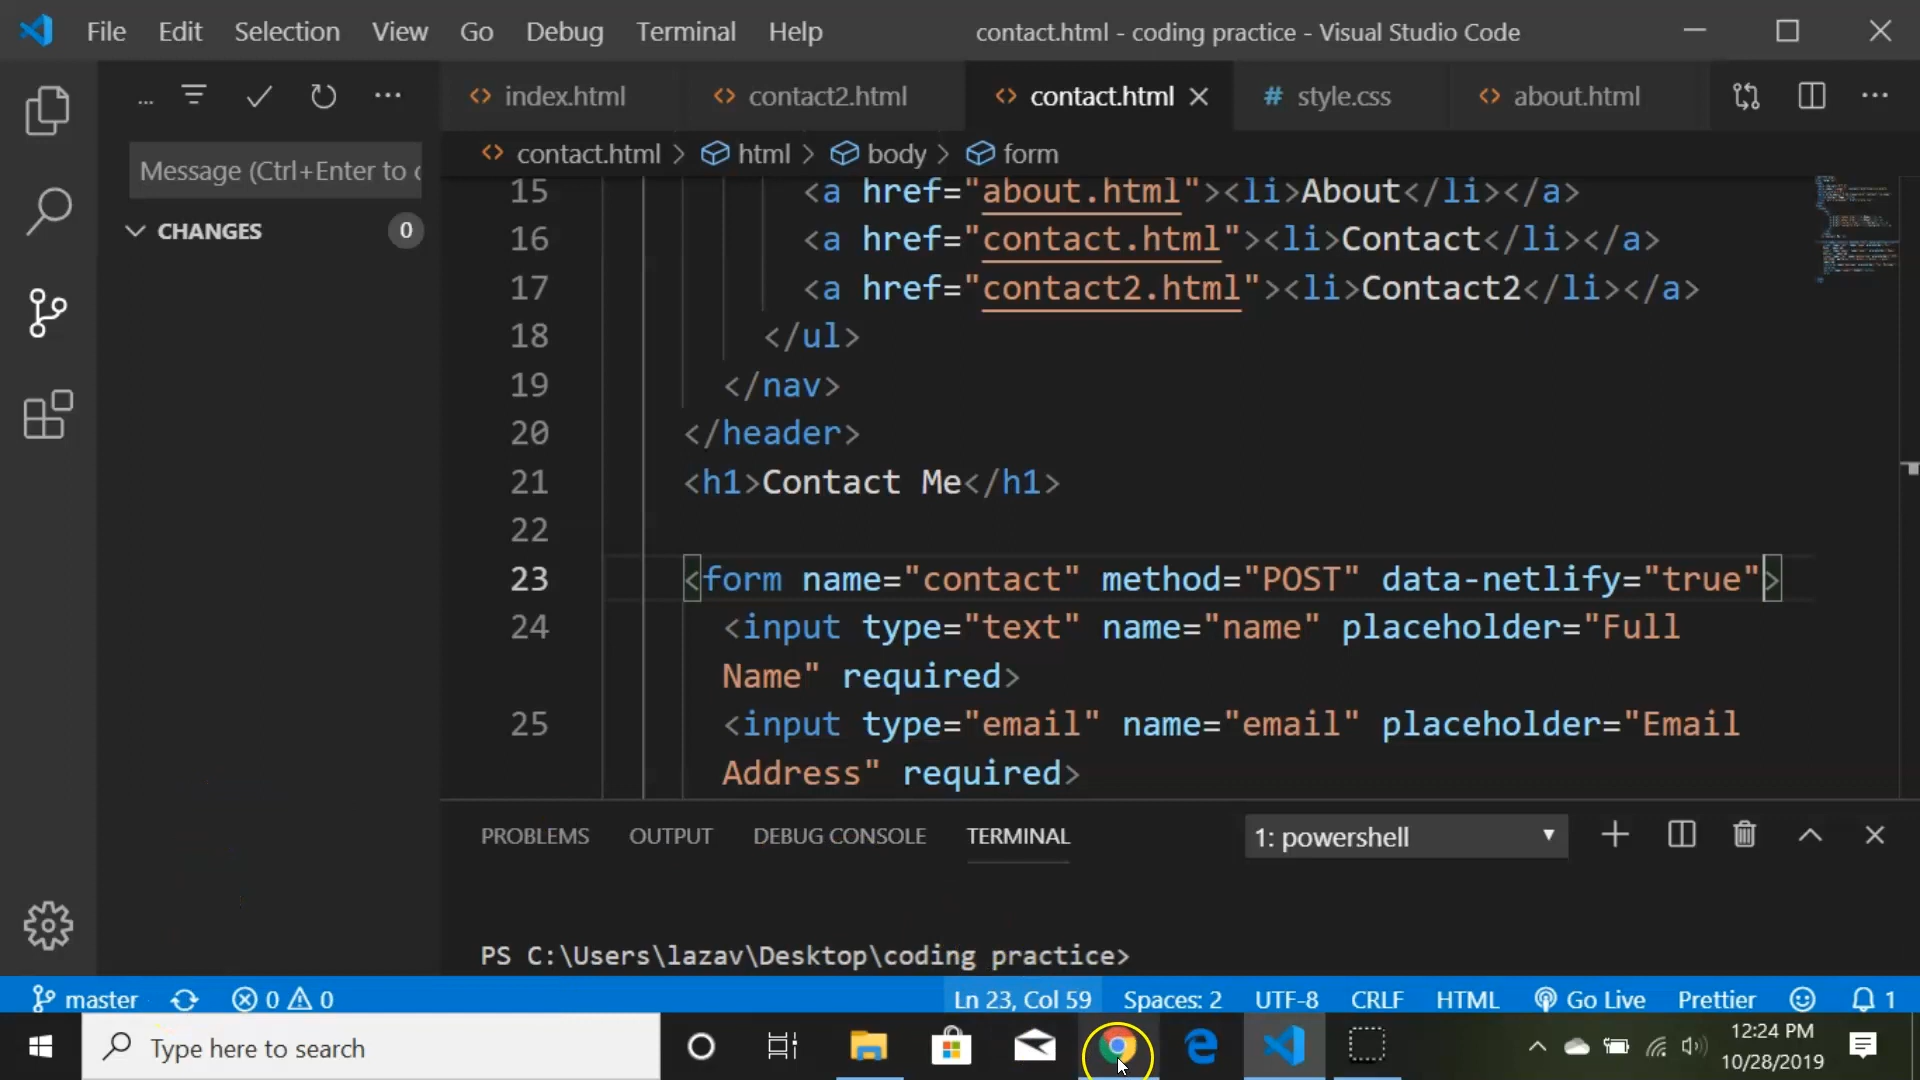 File Edit Selection View Go Debug Terminal Help contact.html - coding practice - Visual Studio Code
... ··· index.html contact2.html contact.html # style.css about.html ···
Message (Ctrl+Enter to c
contact.html > html > body > form
CHANGES 0
15 <a href="about.html"><li>About</li></a>
16 <a href="contact.html"><li>Contact</li></a>
17 <a href="contact2.html"><li>Contact2</li></a>
18 </ul>
19 </nav>
20 </header>
21 <h1>Contact Me</h1>
22
23 <form name="contact" method="POST" data-netlify="true">
24 <input type="text" name="name" placeholder="Full
Name" required>
25 <input type="email" name="email" placeholder="Email
Address" required>
PROBLEMS OUTPUT DEBUG CONSOLE TERMINAL 1: powershell
PS C:\Users\lazav\Desktop\coding practice>
master 0 0 Ln 23, Col 59 Spaces: 2 UTF-8 CRLF HTML Go Live Prettier 1
Type here to search
12:24 PM
10/28/2019